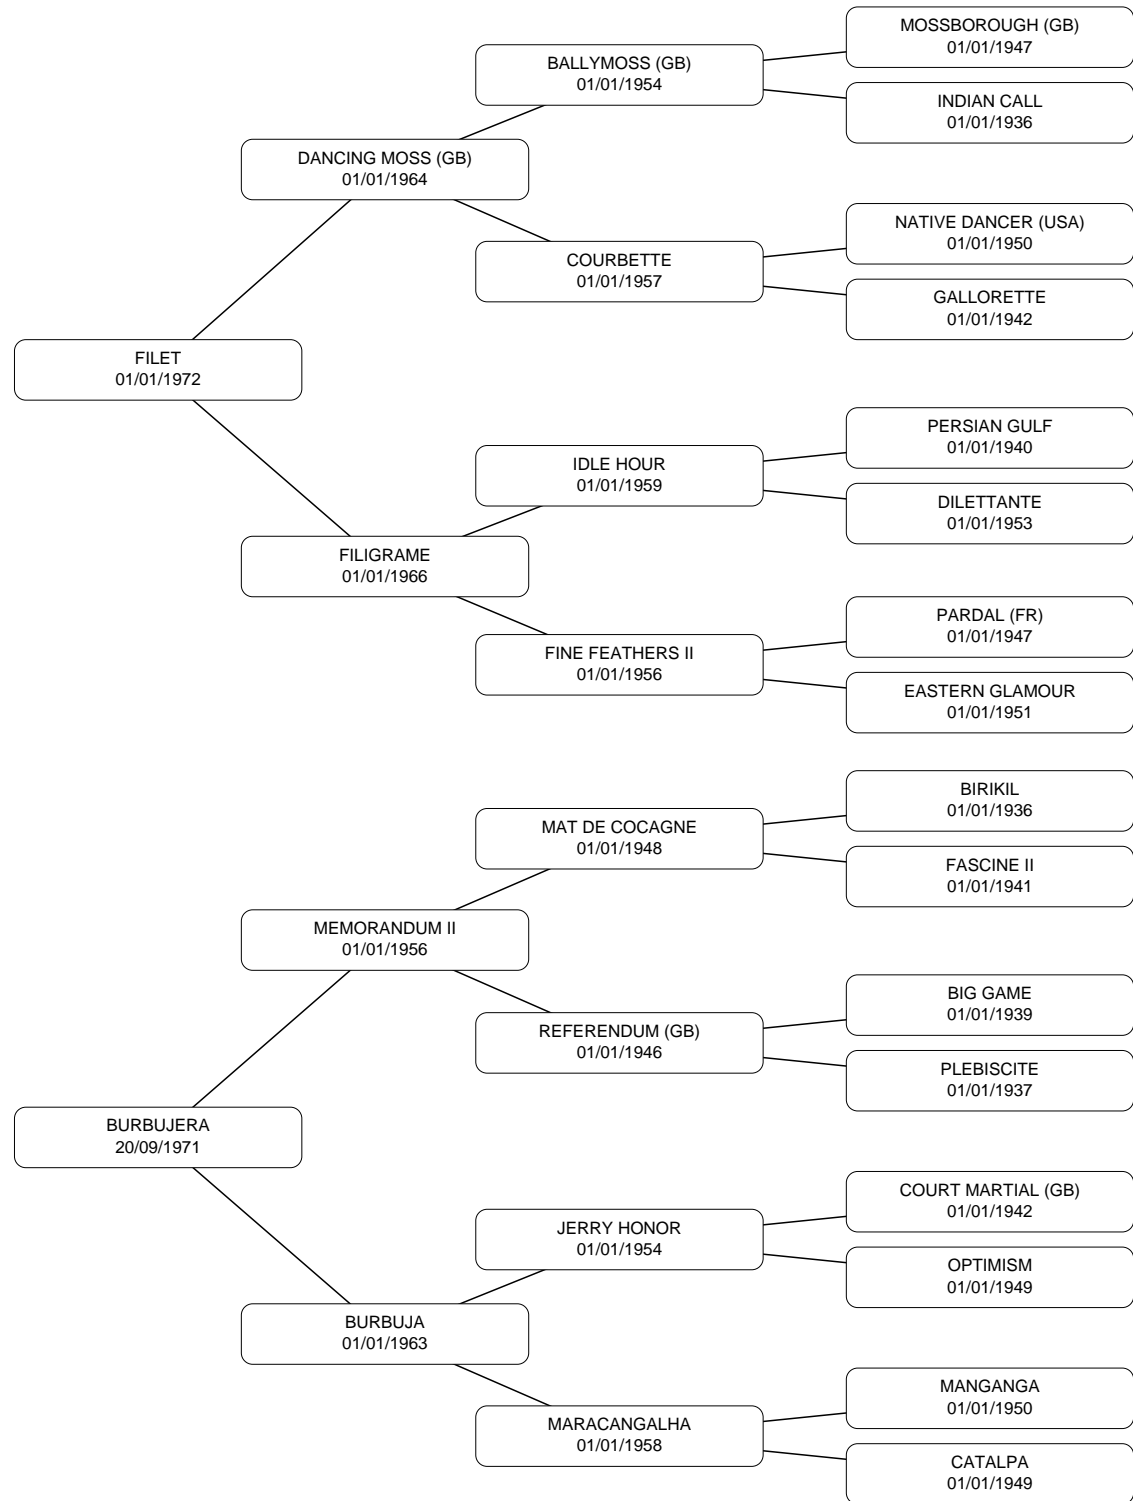 MOSSBOROUGH (GB)
01/01/1947
BALLYMOSS (GB)
01/01/1954
INDIAN CALL
01/01/1936
DANCING MOSS (GB)
01/01/1964
NATIVE DANCER (USA)
01/01/1950
COURBETTE
01/01/1957
GALLORETTE
01/01/1942
FILET
01/01/1972
PERSIAN GULF
01/01/1940
IDLE HOUR
01/01/1959
DILETTANTE
01/01/1953
FILIGRAME
01/01/1966
PARDAL (FR)
01/01/1947
FINE FEATHERS II
01/01/1956
EASTERN GLAMOUR
01/01/1951
BIRIKIL
01/01/1936
MAT DE COCAGNE
01/01/1948
FASCINE II
01/01/1941
MEMORANDUM II
01/01/1956
BIG GAME
01/01/1939
REFERENDUM (GB)
01/01/1946
PLEBISCITE
01/01/1937
BURBUJERA
20/09/1971
COURT MARTIAL (GB)
01/01/1942
JERRY HONOR
01/01/1954
OPTIMISM
01/01/1949
BURBUJA
01/01/1963
MANGANGA
01/01/1950
MARACANGALHA
01/01/1958
CATALPA
01/01/1949